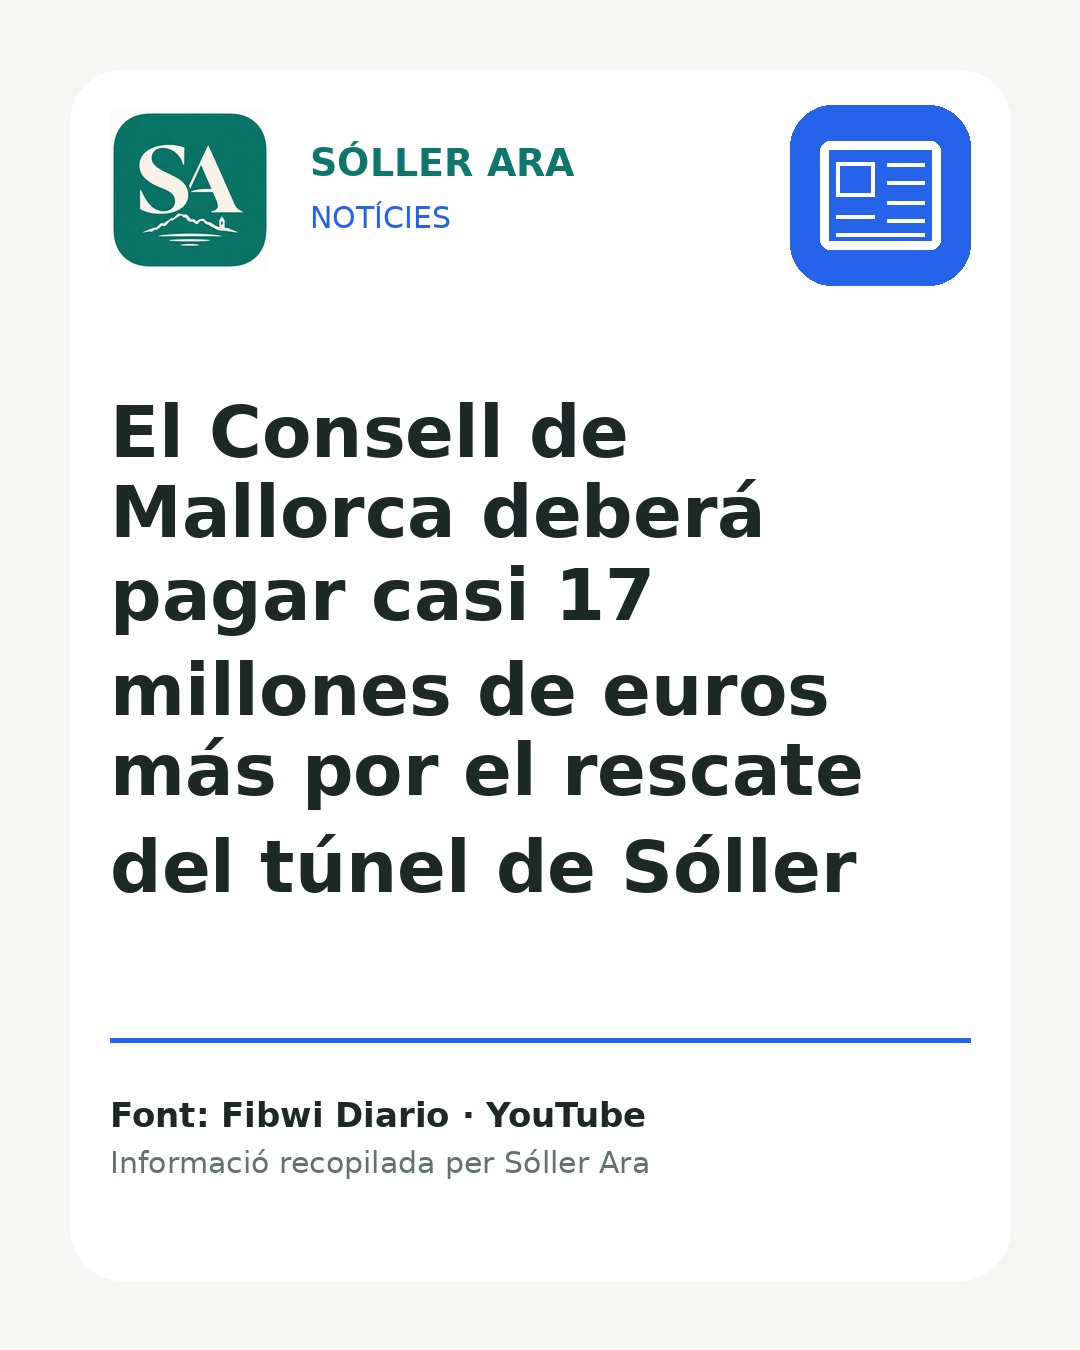 SA
SÓLLER ARA
NOTÍCIES
El Consell de
Mallorca deberá
pagar casi 17
millones de euros
más por el rescate
del túnel de Sóller
Font: Fibwi Diario · YouTube
Informació recopilada per Sóller Ara